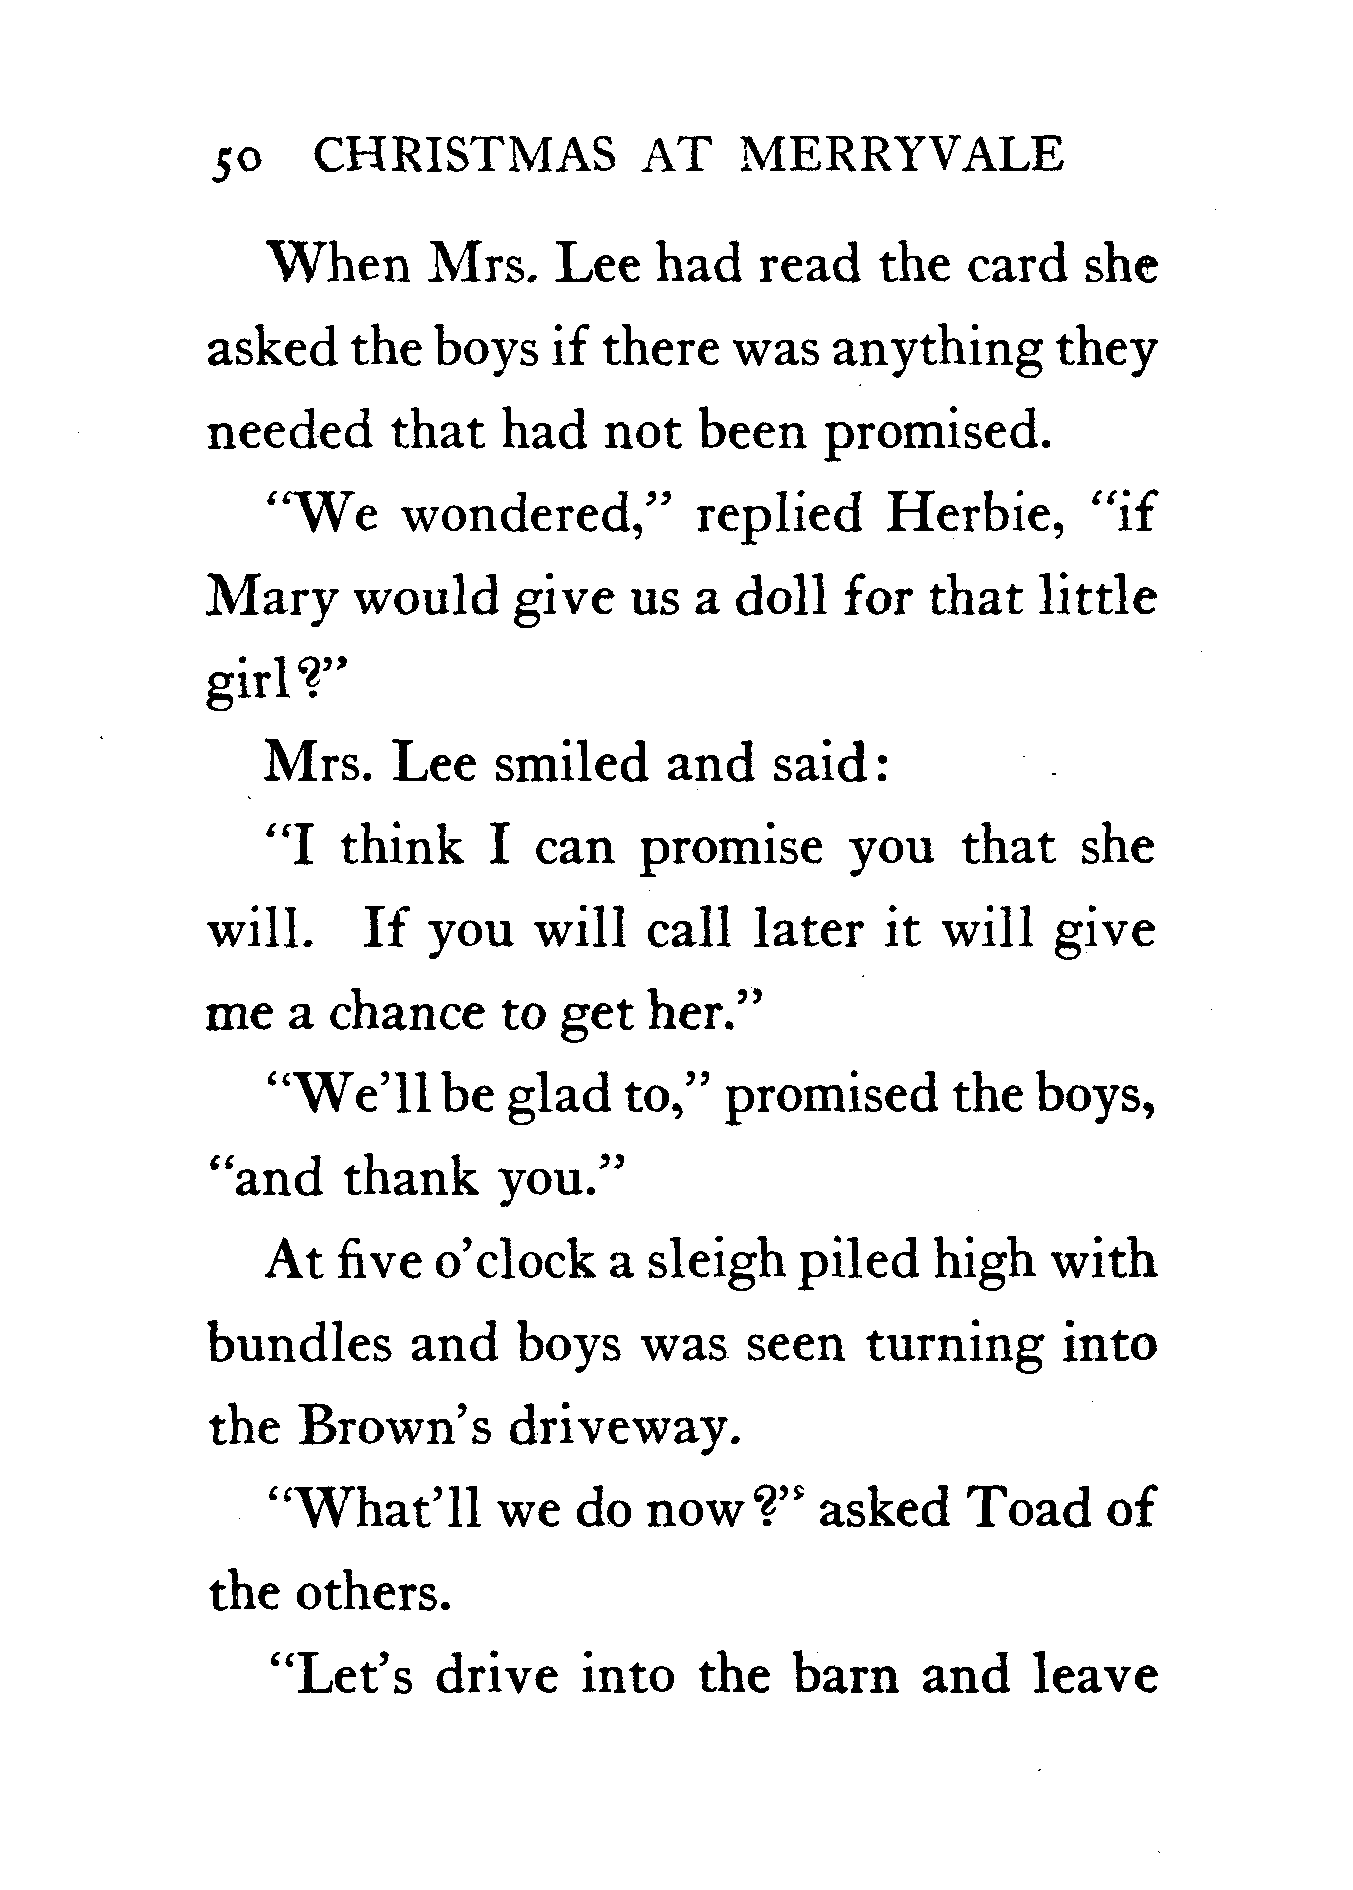 50 CHRISTMAS AT MERRYVALE
When Mrs. Lee had read the card she
asked the boys if there was anything they
needed that had not been promised.
“We wondered,” replied Herbie, “if
Mary would give us a doll for that little
girl?”
Mrs. Lee smiled and said:
“I think I can promise you that she
will. If you will call later it will give
me a chance to get her.”
“We’ll be glad to,” promised the boys,
“and thank you.”
At five o’clock a sleigh piled high with
bundles and boys was seen turning into
the Brown’s driveway.
“What’ll we do now?” asked Toad of
the others.
“Let’s drive into the barn and leave